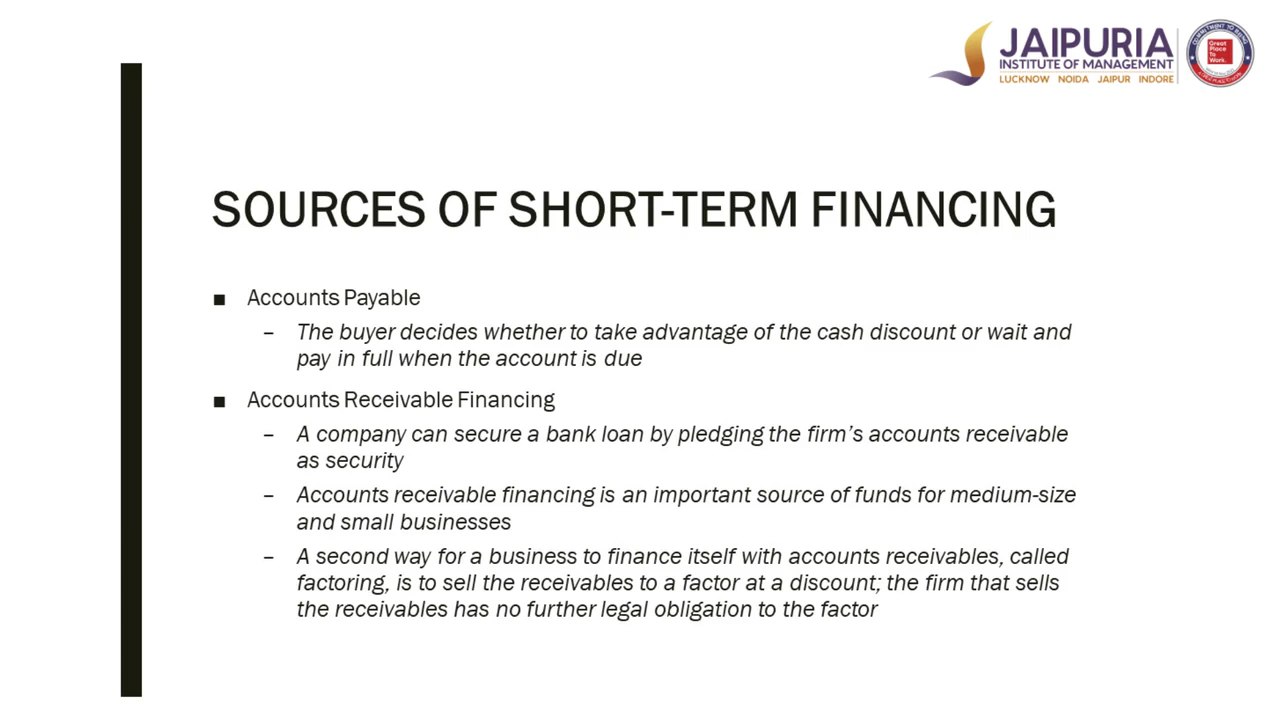 JAIPURIA
INSTITUTE OF MANAGEMENT
LUCKNOW NOIDA JAIPUR INDORE
Great
Place
To
Work.
SOURCES OF SHORT-TERM FINANCING
■ Accounts Payable
– The buyer decides whether to take advantage of the cash discount or wait and
pay in full when the account is due
■ Accounts Receivable Financing
– A company can secure a bank loan by pledging the firm's accounts receivable
as security
– Accounts receivable financing is an important source of funds for medium-size
and small businesses
– A second way for a business to finance itself with accounts receivables, called
factoring, is to sell the receivables to a factor at a discount; the firm that sells
the receivables has no further legal obligation to the factor